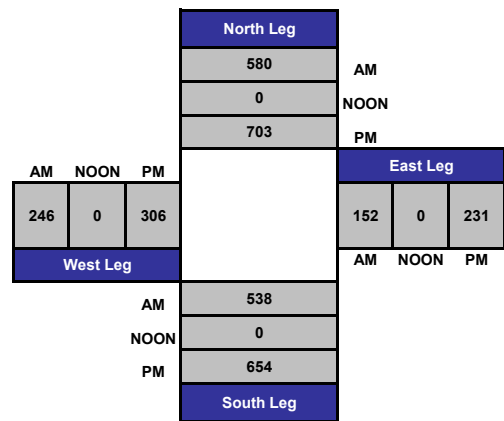 North Leg
580
AM
0
NOON
703
PM
AM NOON PM
East Leg
246 0 306
152 0 231
West Leg
AM NOON PM
AM
538
NOON
0
PM
654
South Leg